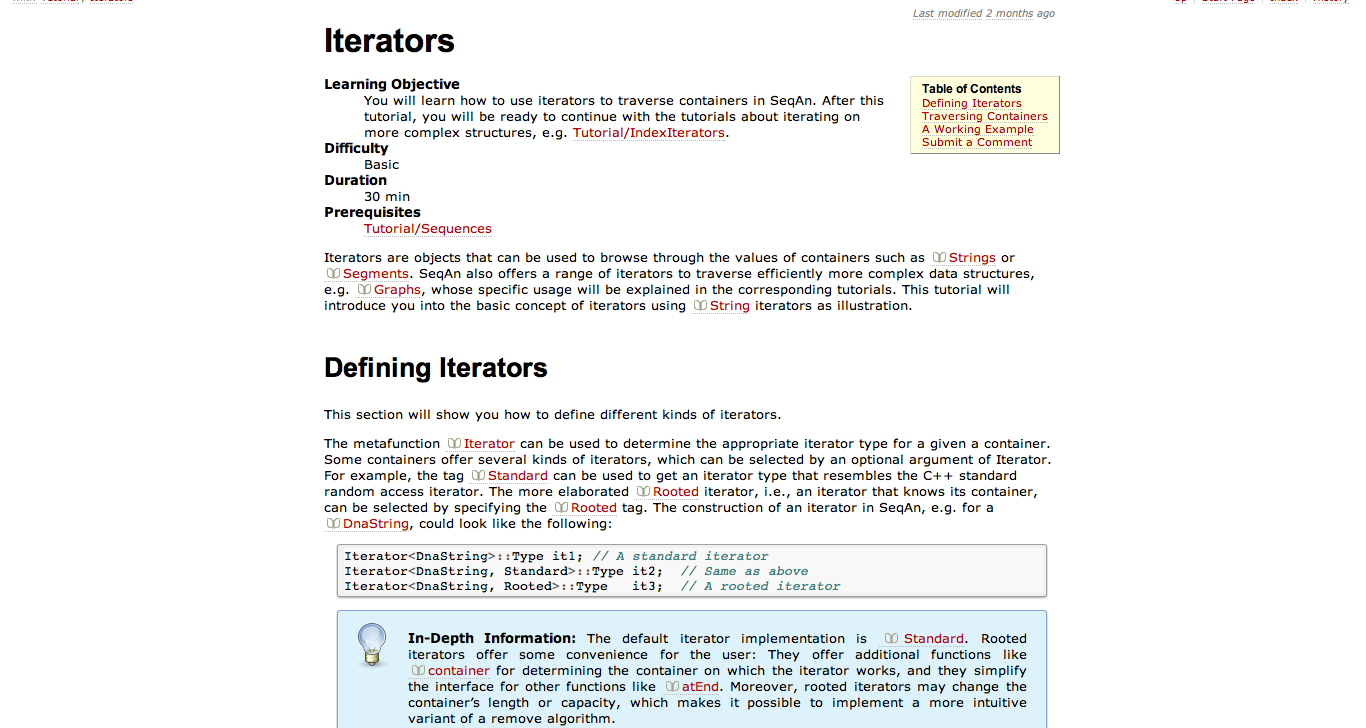 Last modified 2 months ago
Iterators
Learning Objective
You will learn how to use iterators to traverse containers in SeqAn. After this
tutorial, you will be ready to continue with the tutorials about iterating on
more complex structures, e.g. Tutorial/IndexIterators.
Difficulty
Basic
Duration
30 min
Prerequisites
Tutorial/Sequences
Table of Contents
Defining Iterators
Traversing Containers
A Working Example
Submit a Comment
Iterators are objects that can be used to browse through the values of containers such as Strings or
Segments. SeqAn also offers a range of iterators to traverse efficiently more complex data structures,
e.g. Graphs, whose specific usage will be explained in the corresponding tutorials. This tutorial will
introduce you into the basic concept of iterators using String iterators as illustration.
Defining Iterators
This section will show you how to define different kinds of iterators.
The metafunction Iterator can be used to determine the appropriate iterator type for a given a container.
Some containers offer several kinds of iterators, which can be selected by an optional argument of Iterator.
For example, the tag Standard can be used to get an iterator type that resembles the C++ standard
random access iterator. The more elaborated Rooted iterator, i.e., an iterator that knows its container,
can be selected by specifying the Rooted tag. The construction of an iterator in SeqAn, e.g. for a
DnaString, could look like the following:
Iterator<DnaString>::Type it1; // A standard iterator
Iterator<DnaString, Standard>::Type it2;  // Same as above
Iterator<DnaString, Rooted>::Type   it3;  // A rooted iterator
In-Depth Information: The default iterator implementation is Standard. Rooted
iterators offer some convenience for the user: They offer additional functions like
container for determining the container on which the iterator works, and they simplify
the interface for other functions like atEnd. Moreover, rooted iterators may change the
container's length or capacity, which makes it possible to implement a more intuitive
variant of a remove algorithm.